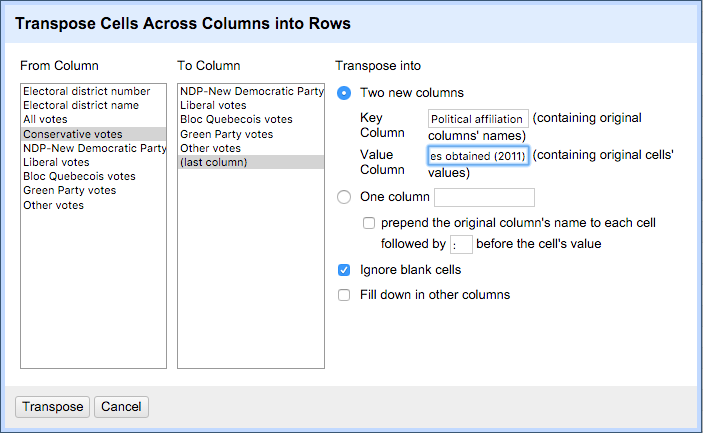 Transpose Cells Across Columns into Rows
From Column
Electoral district number
Electoral district name
All votes
Conservative votes
NDP-New Democratic Party
Liberal votes
Bloc Quebecois votes
Green Party votes
Other votes
To Column
NDP-New Democratic Party
Liberal votes
Bloc Quebecois votes
Green Party votes
Other votes
(last column)
Transpose into
Two new columns
Key Column
Political affiliation
(containing original
columns' names)
Value Column
es obtained (2011)
(containing original cells'
values)
One column
prepend the original column's name to each cell
followed by : before the cell's value
Ignore blank cells
Fill down in other columns
Transpose
Cancel